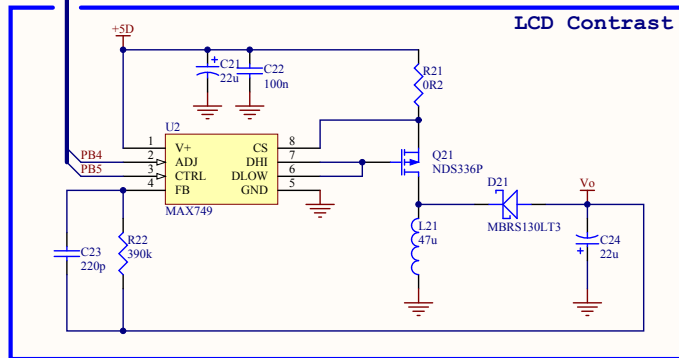 LCD Contrast
+5D
C21
22u
C22
100n
R21
0R2
U2
1 V+ CS 8
PB4 2 ADJ DHI 7
PB5 3 CTRL DLOW 6
4 FB GND 5
MAX749
Q21
NDS336P
D21
MBRS130LT3
Vo
L21
47u
C24
22u
C23
220p
R22
390k